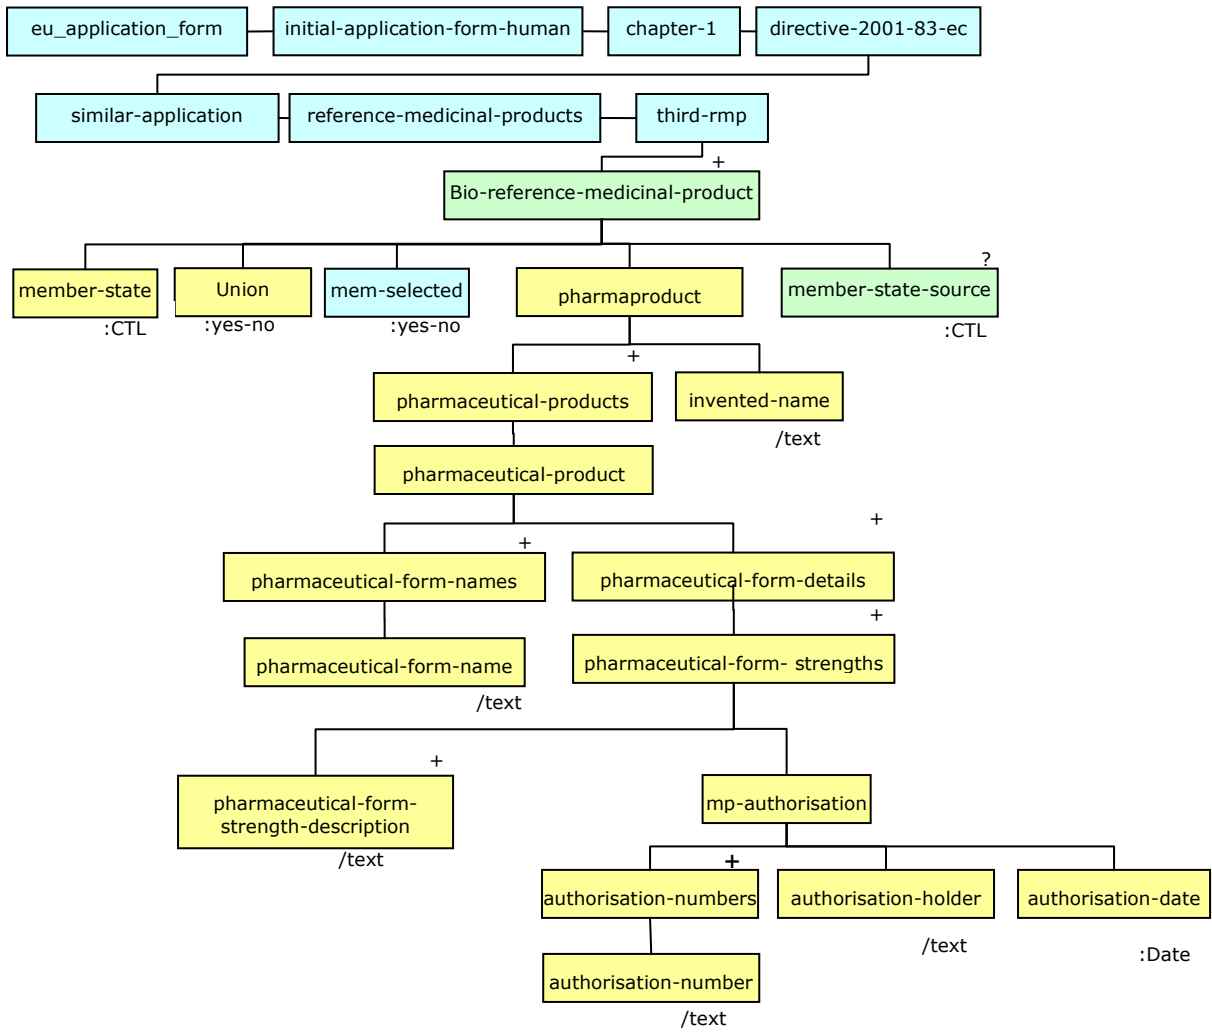 eu_application_form
initial-application-form-human
chapter-1
directive-2001-83-ec
similar-application
reference-medicinal-products
third-rmp
+
Bio-reference-medicinal-product
member-state
:CTL
Union
:yes-no
mem-selected
:yes-no
pharmaproduct
?
member-state-source
:CTL
+
pharmaceutical-products
invented-name
/text
pharmaceutical-product
+
pharmaceutical-form-names
+
pharmaceutical-form-details
pharmaceutical-form-name
/text
+
pharmaceutical-form- strengths
+
pharmaceutical-form-
strength-description
/text
mp-authorisation
+
authorisation-numbers
authorisation-holder
/text
authorisation-date
:Date
authorisation-number
/text